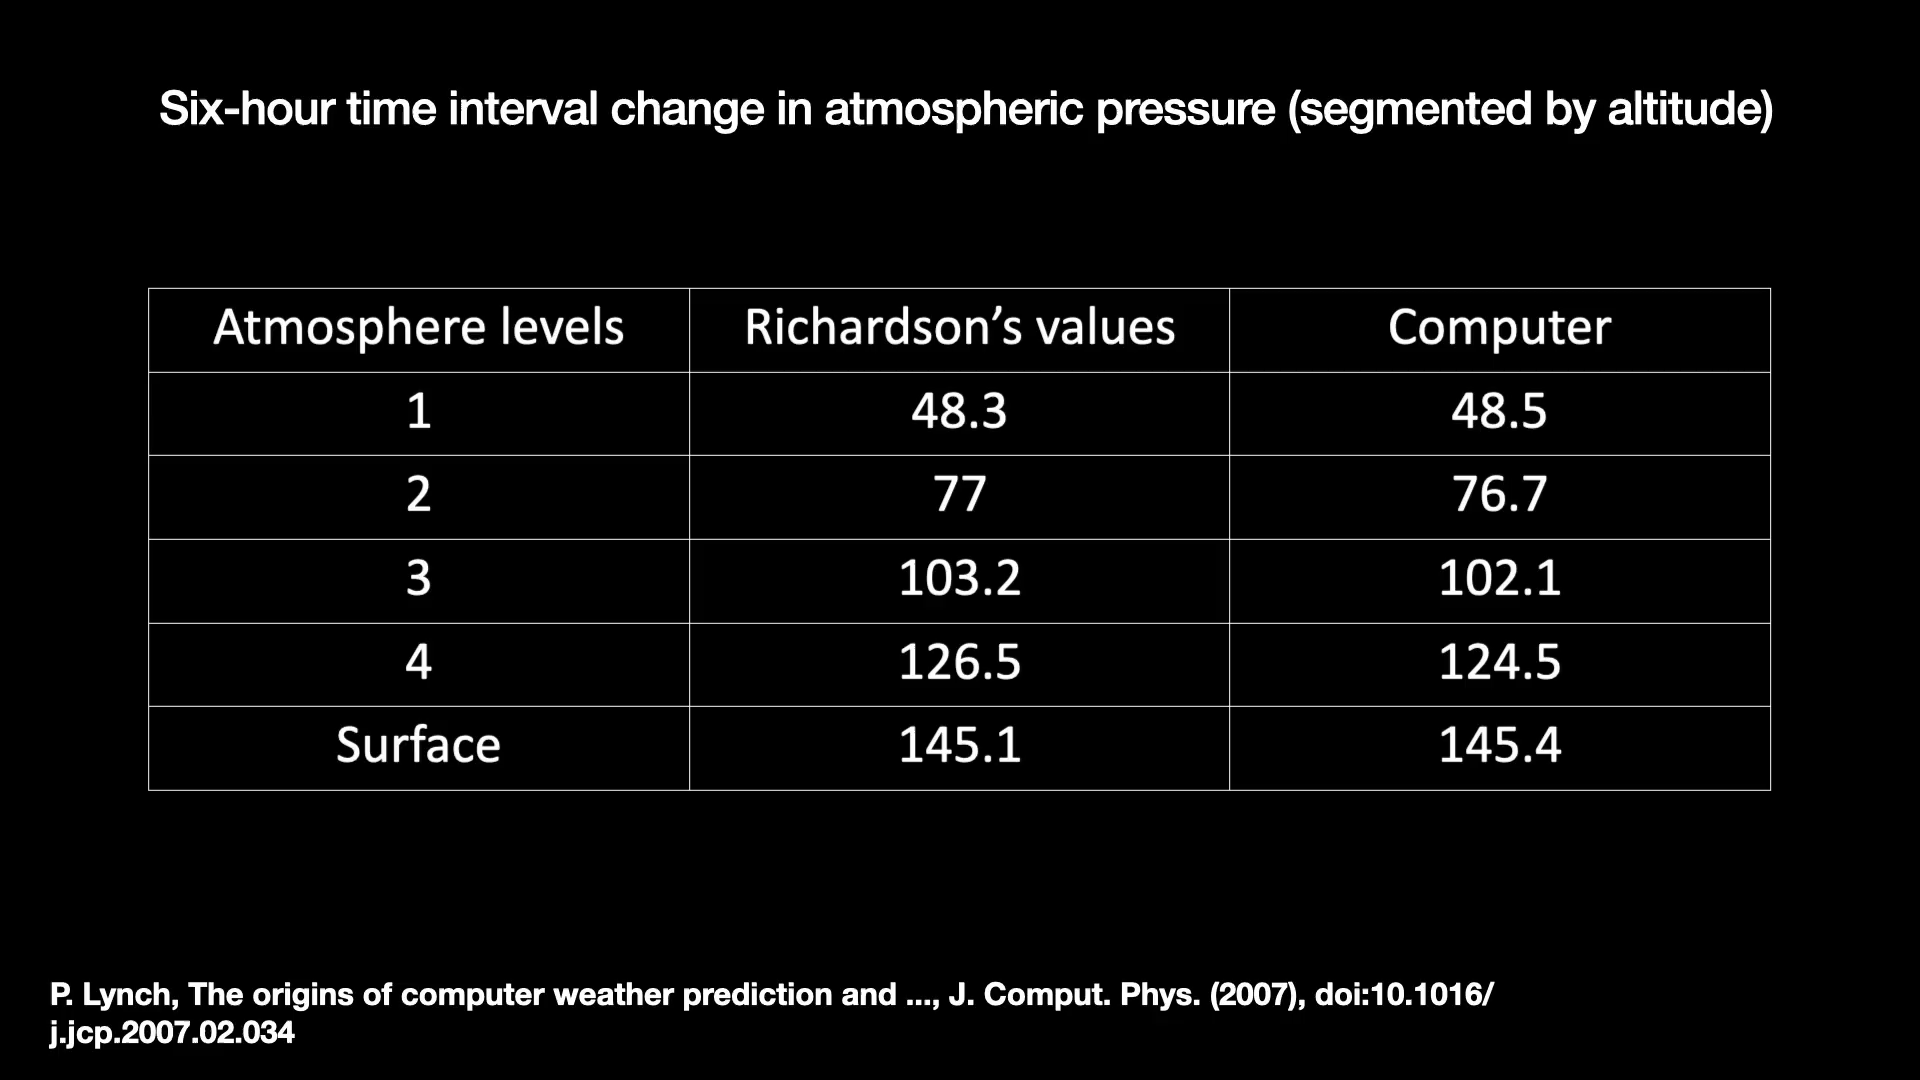 Six-hour time interval change in atmospheric pressure (segmented by altitude)
Atmosphere levels Richardson’s values Computer
1 48.3 48.5
2 77 76.7
3 103.2 102.1
4 126.5 124.5
Surface 145.1 145.4
P. Lynch, The origins of computer weather prediction and ..., J. Comput. Phys. (2007), doi:10.1016/
j.jcp.2007.02.034